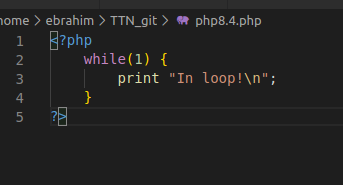 home > ebrahim > TTN_git > php8.4.php
1 <?php
2     while(1) {
3         print "In loop!\n";
4     }
5 ?>